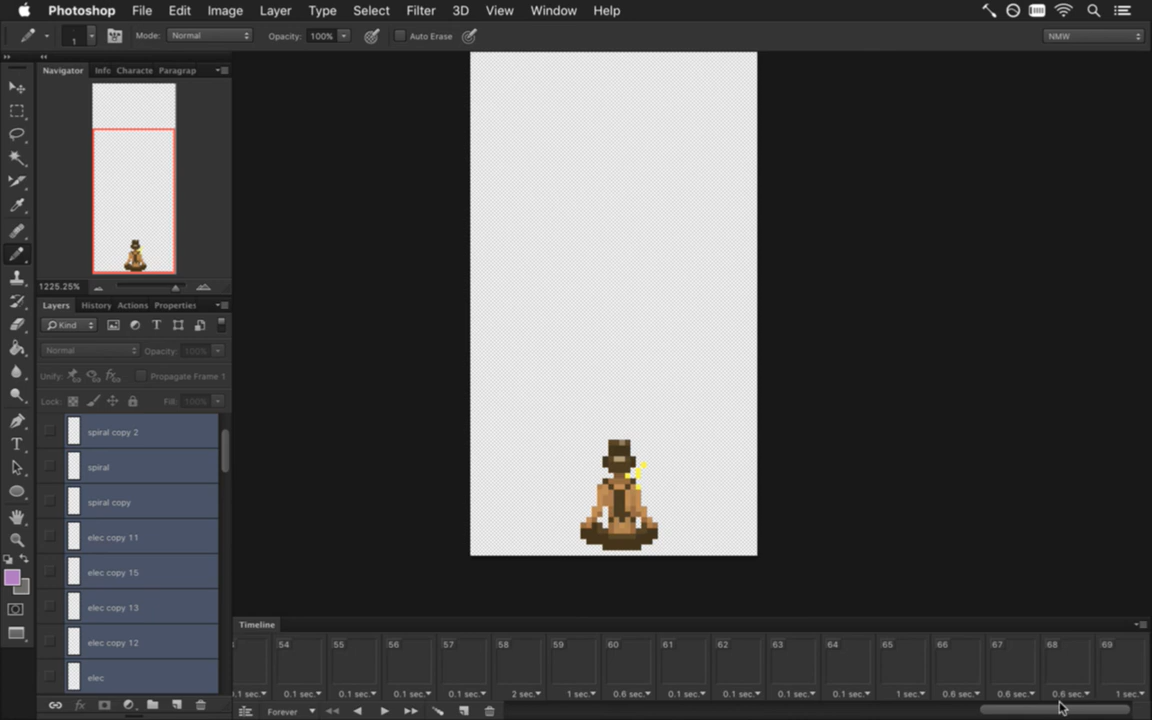 Photoshop File Edit Image Layer Type Select Filter 3D View Window Help
1 Mode: Normal Opacity: 100% Auto Erase NMW
Navigator Info Characte Paragrap
1225.25%
Layers History Actions Properties
Kind
Normal Opacity: 100%
Unify: Propagate Frame 1
Lock: Fill: 100%
spiral copy 2
spiral
spiral copy
elec copy 11
elec copy 15
elec copy 13
elec copy 12
elec
Timeline
54 55 56 57 58 59 60 61 62 63 64 65 66 67 68 69
0.1 sec. 0.1 sec. 0.1 sec. 0.1 sec. 2 sec. 1 sec. 0.6 sec. 0.6 sec. 0.6 sec. 0.6 sec. 0.6 sec. 1 sec. 0.6 sec. 0.6 sec. 0.6 sec. 1 sec.
Forever